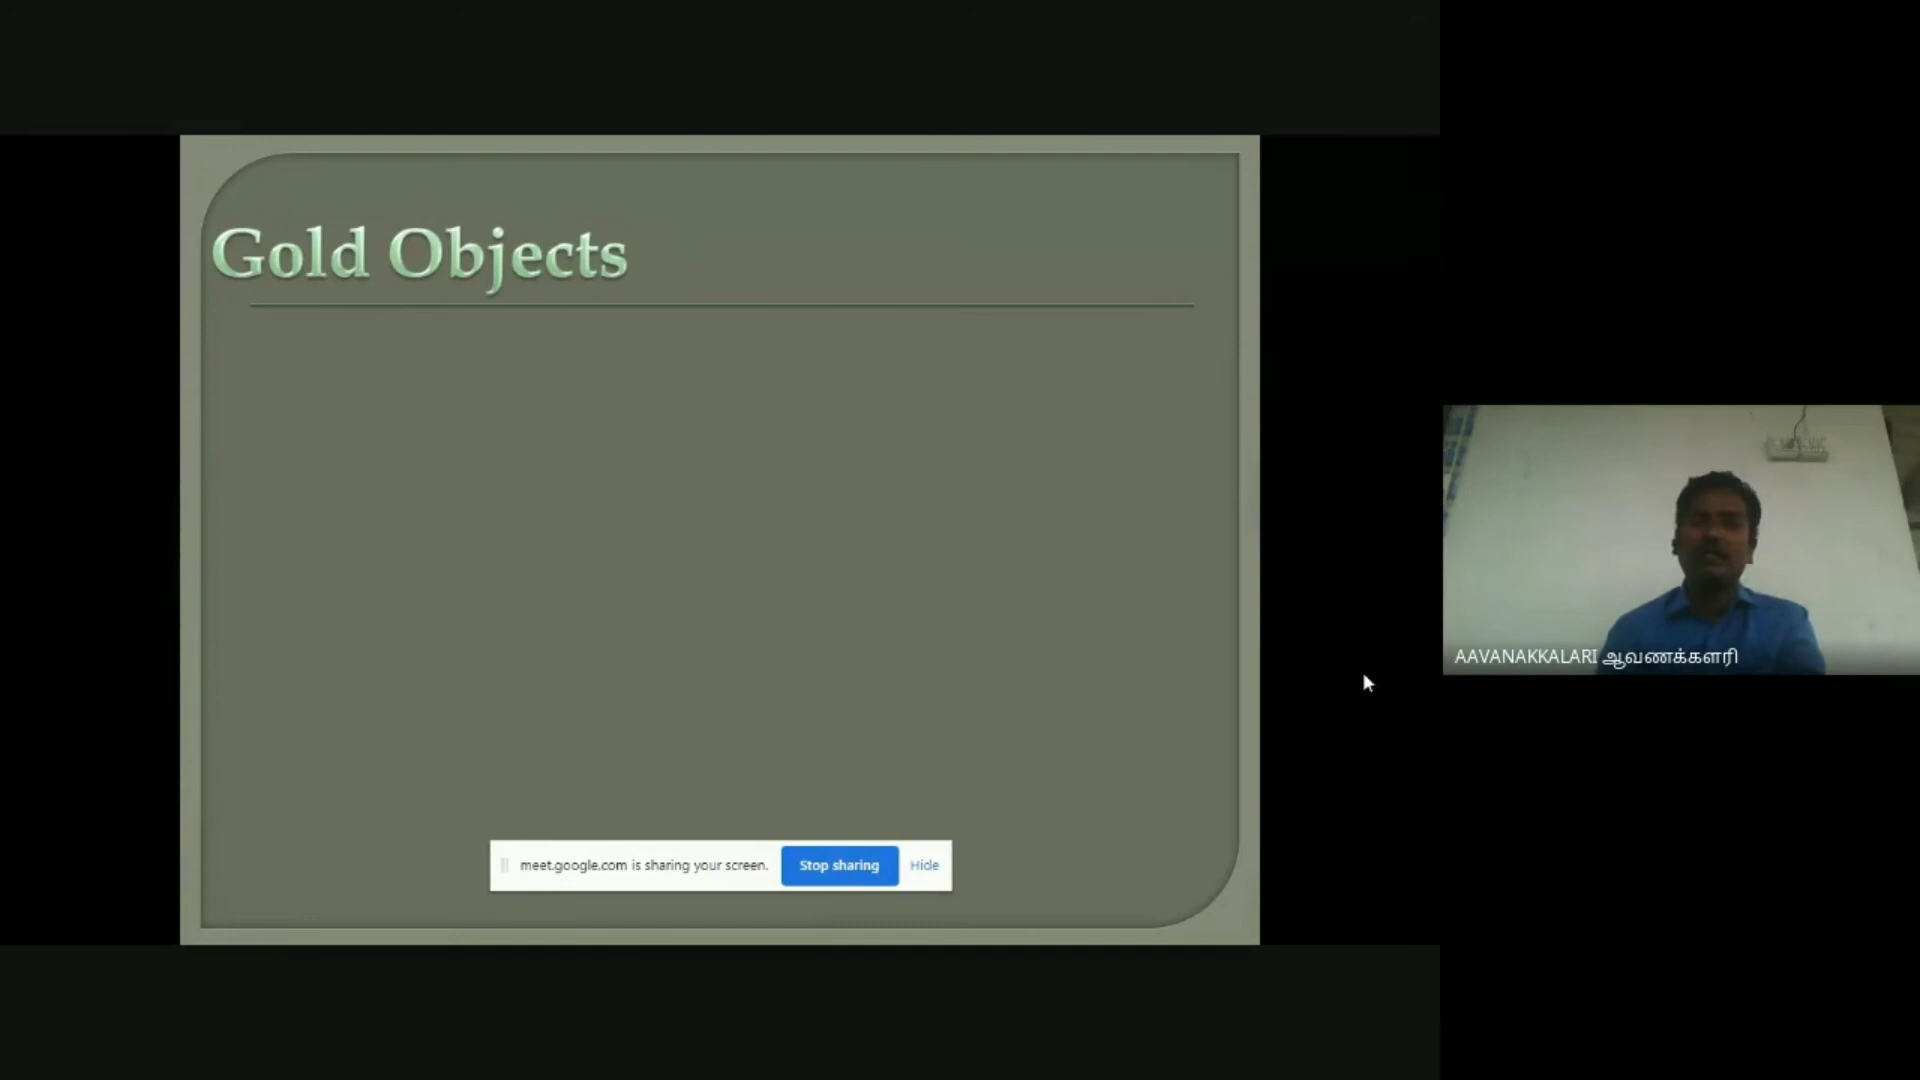 Gold Objects
meet.google.com is sharing your screen. Stop sharing Hide
AAVANAKKALARI ஆவணக்களரி